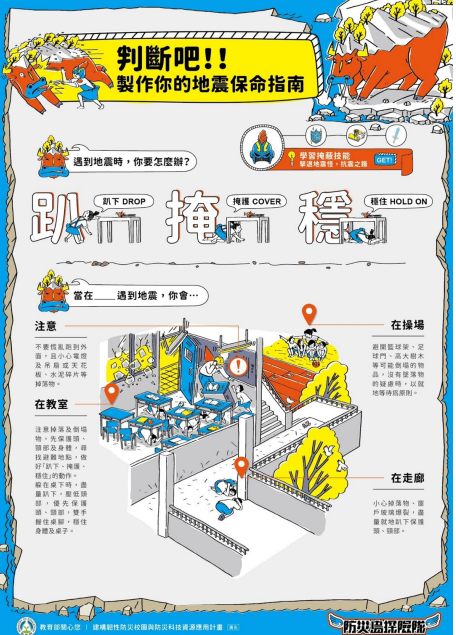 判斷吧!!
製作你的地震保命指南
遇到地震時，你要怎麼辦?
學習掩蔽技能
擊退地震怪，抗震之鑰
GET!
趴
趴下 DROP
掩
掩護 COVER
穩
穩住 HOLD ON
當在____遇到地震，你會…
注意
不要慌亂跑到外
面，且小心電燈
及吊扇或天花
板、水泥碎片等
掉落物。
在教室
注意掉落及倒塌
物，先保護頭、
頸部及身體，尋
找避難地點，做
好「趴下、掩護、
穩住」的動作。
躲在桌下時，盡
量趴下，壓低頭
部，優先保護
頭、頸部，雙手
握住桌腳，穩住
身體及桌子。
在操場
避開籃球架、足
球門、高大樹木
等可能倒塌的物
品，沒有墜落物
的疑慮時，以就
地等待為原則。
在走廊
小心掉落物、窗
戶玻璃爆裂，盡
量就地趴下保護
頭、頸部。
教育部關心您 | 建構韌性防災校園與防災科技資源應用計畫
防災島探險隊